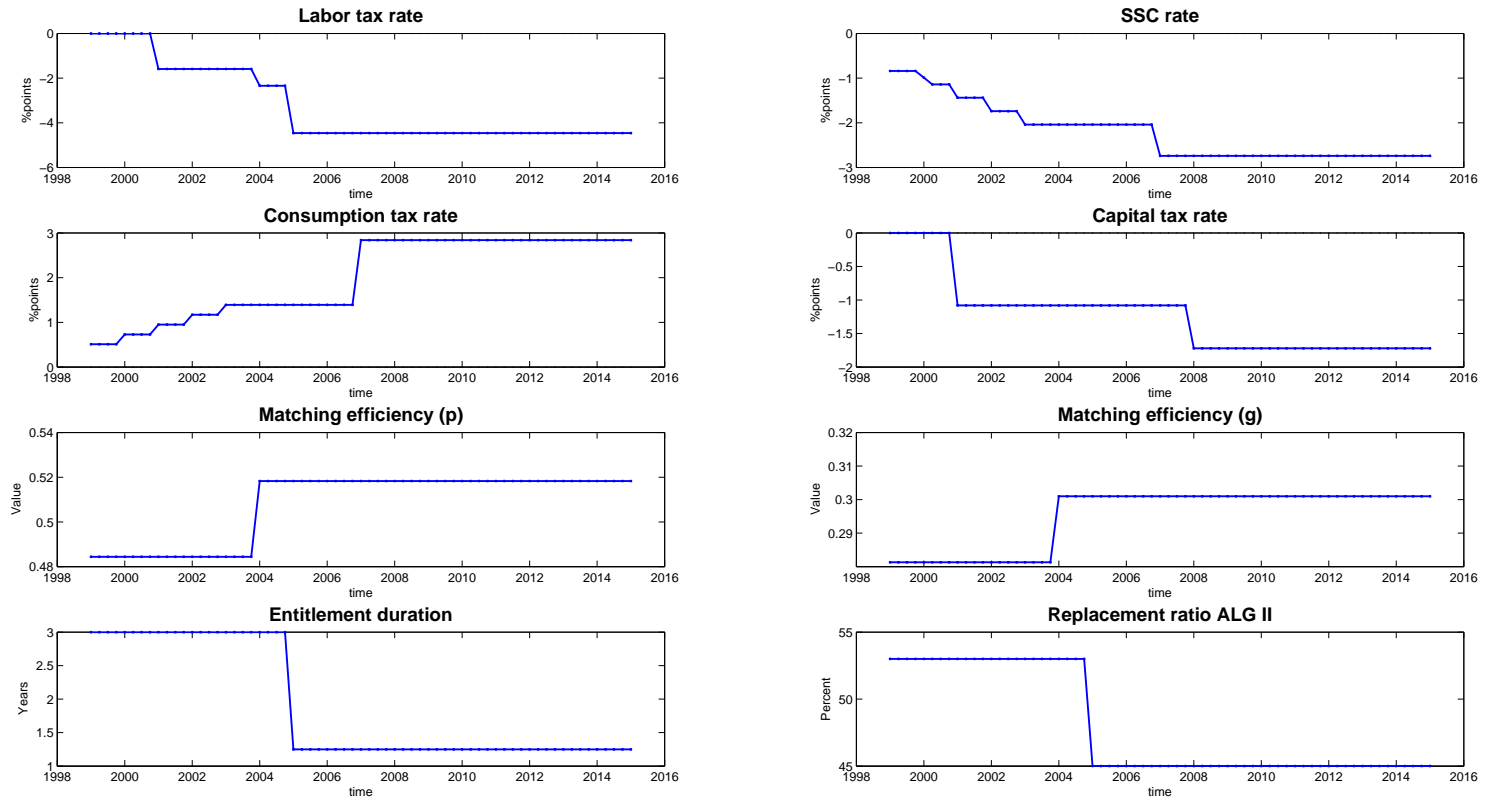 Labor tax rate
0
−2
−4
−6
%points
1998 2000 2002 2004 2006 2008 2010 2012 2014 2016
time
SSC rate
0
−1
−2
−3
%points
1998 2000 2002 2004 2006 2008 2010 2012 2014 2016
time
Consumption tax rate
3
2
1
0
%points
1998 2000 2002 2004 2006 2008 2010 2012 2014 2016
time
Capital tax rate
0
−0.5
−1
−1.5
−2
%points
1998 2000 2002 2004 2006 2008 2010 2012 2014 2016
time
Matching efficiency (p)
0.54
0.52
0.5
0.48
Value
1998 2000 2002 2004 2006 2008 2010 2012 2014 2016
time
Matching efficiency (g)
0.32
0.31
0.3
0.29
Value
1998 2000 2002 2004 2006 2008 2010 2012 2014 2016
time
Entitlement duration
3
2.5
2
1.5
1
Years
1998 2000 2002 2004 2006 2008 2010 2012 2014 2016
time
Replacement ratio ALG II
55
50
45
Percent
1998 2000 2002 2004 2006 2008 2010 2012 2014 2016
time